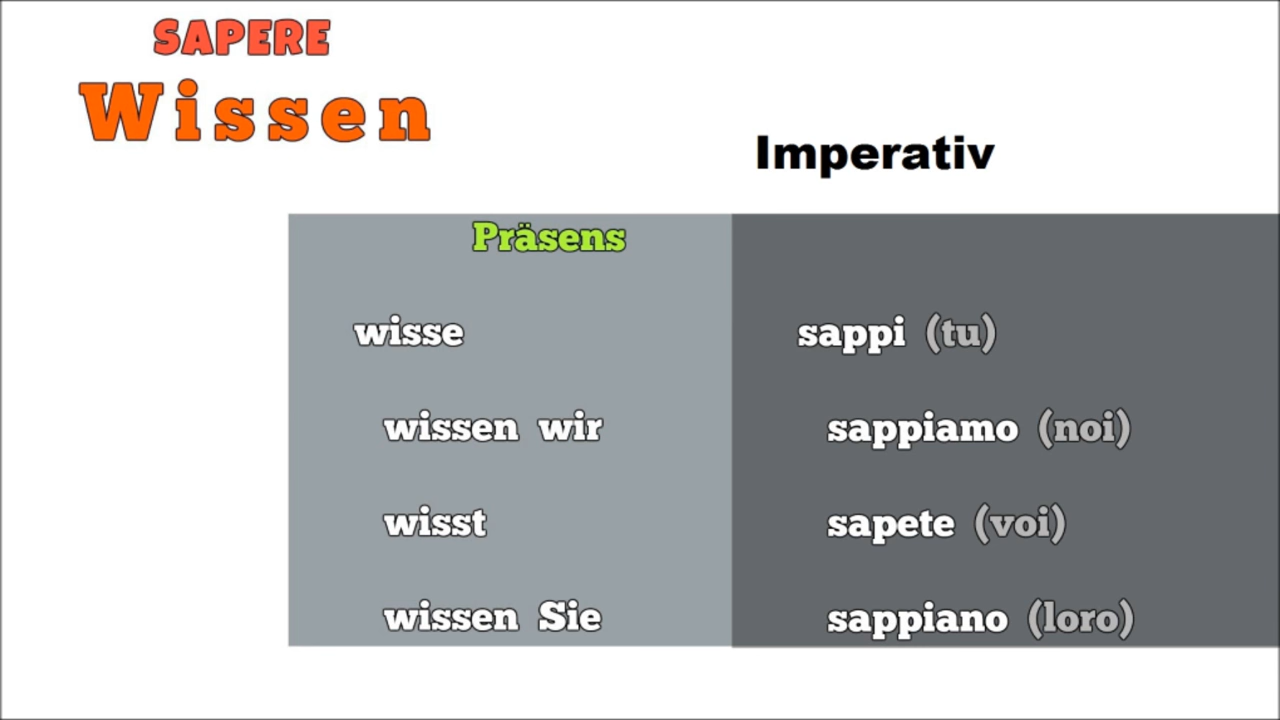 SAPERE
Wissen
Imperativ
Präsens
wisse sappi (tu)
wissen wir sappiamo (noi)
wisst sapete (voi)
wissen Sie sappiano (loro)